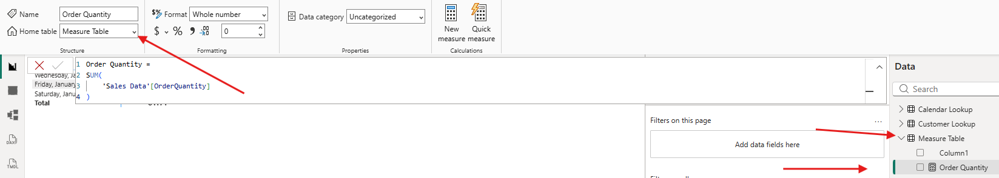 Name Order Quantity
Home table Measure Table
Structure
$% Format Whole number
$ % 0
Formatting
Data category Uncategorized
Properties
New measure
Quick measure
Calculations
1 Order Quantity =
2 SUM(
3 'Sales Data'[OrderQuantity]
4 )
Wednesday, Ja
Friday, January
Saturday, Janu
Total
DAX
TMDL
Filters on this page
...
Add data fields here
Data
Search
Calendar Lookup
Customer Lookup
Measure Table
Column1
Order Quantity